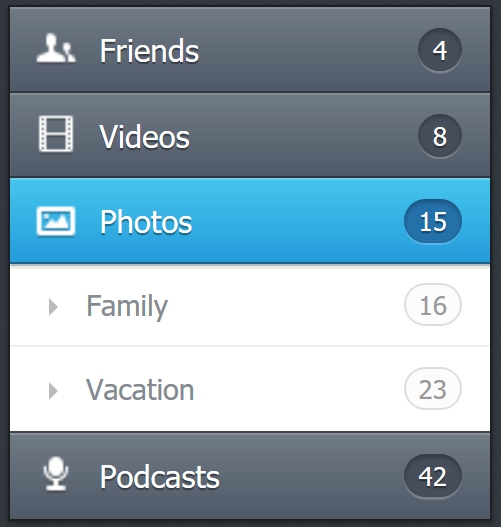 Friends 4
Videos 8
Photos 15
Family 16
Vacation 23
Podcasts 42